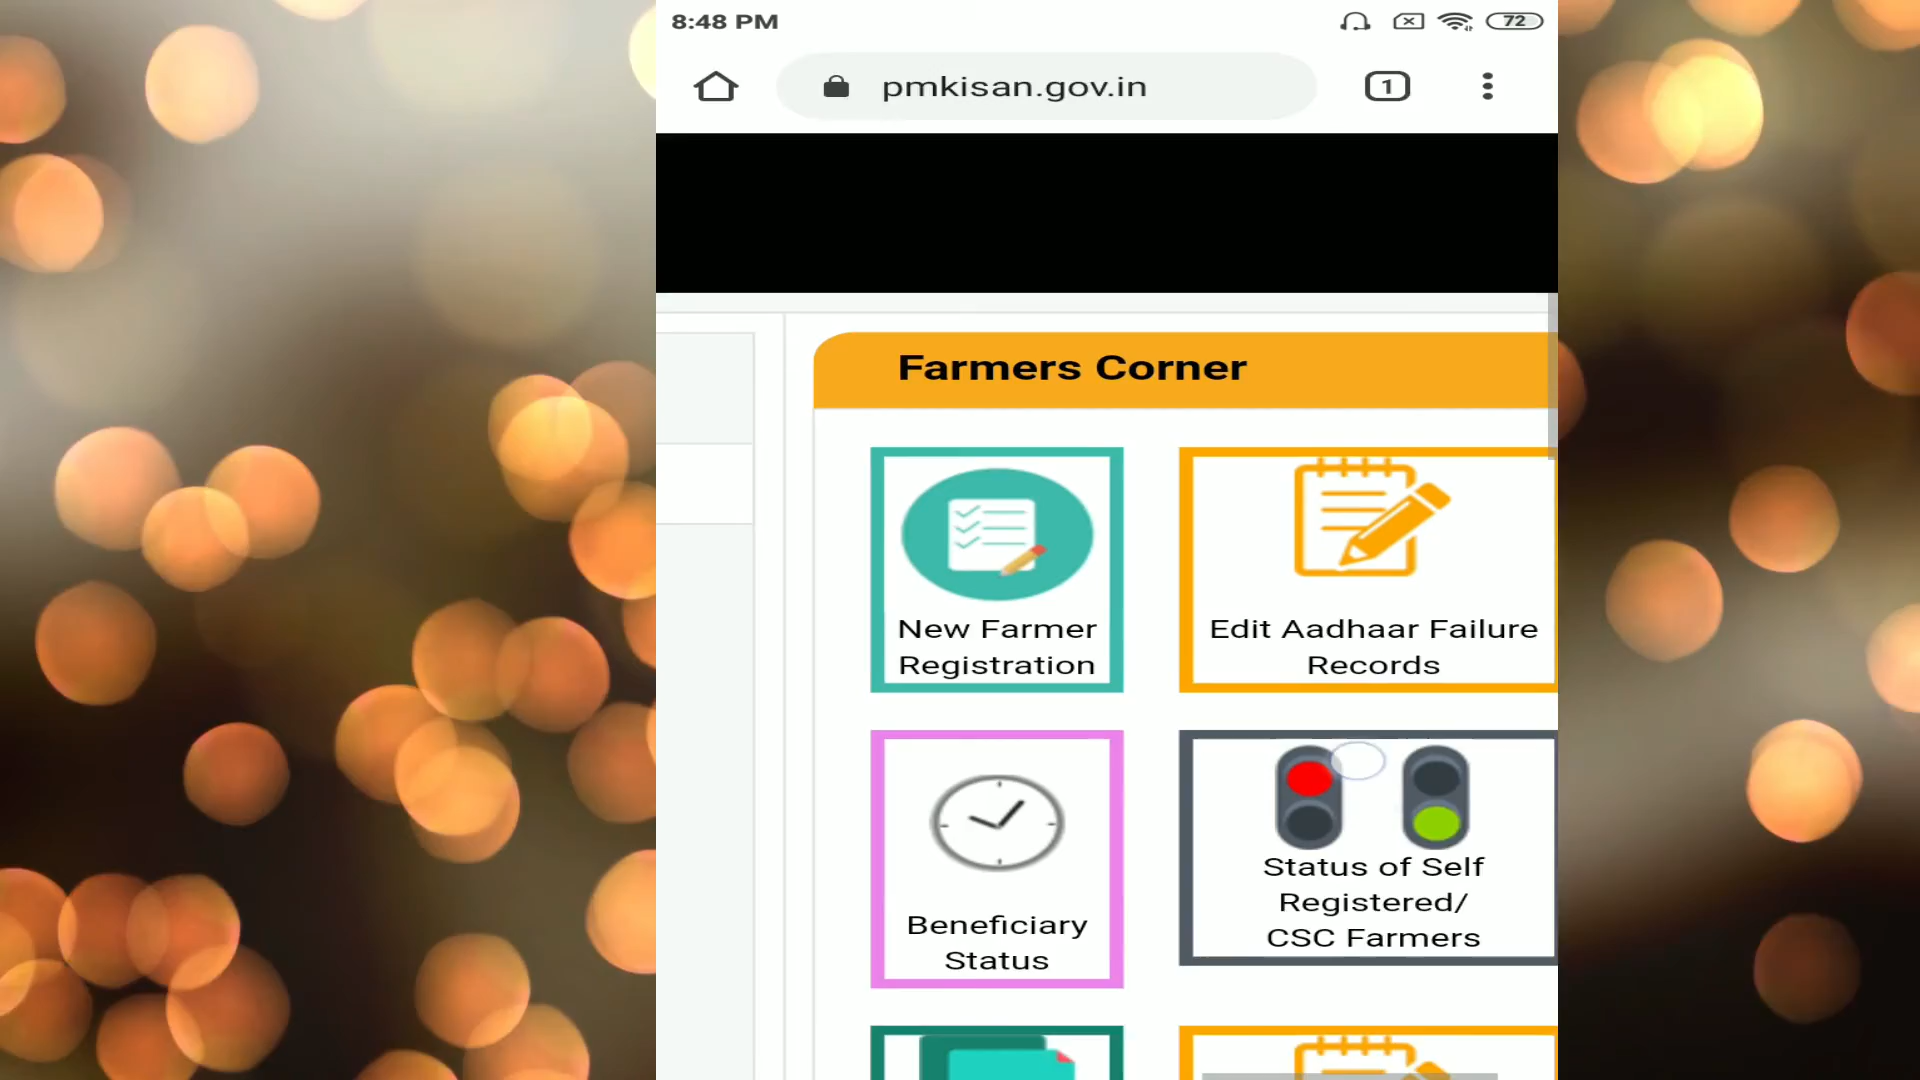 8:48 PM
72
pmkisan.gov.in
1
Farmers Corner
New Farmer
Registration
Edit Aadhaar Failure
Records
Beneficiary
Status
Status of Self
Registered/
CSC Farmers